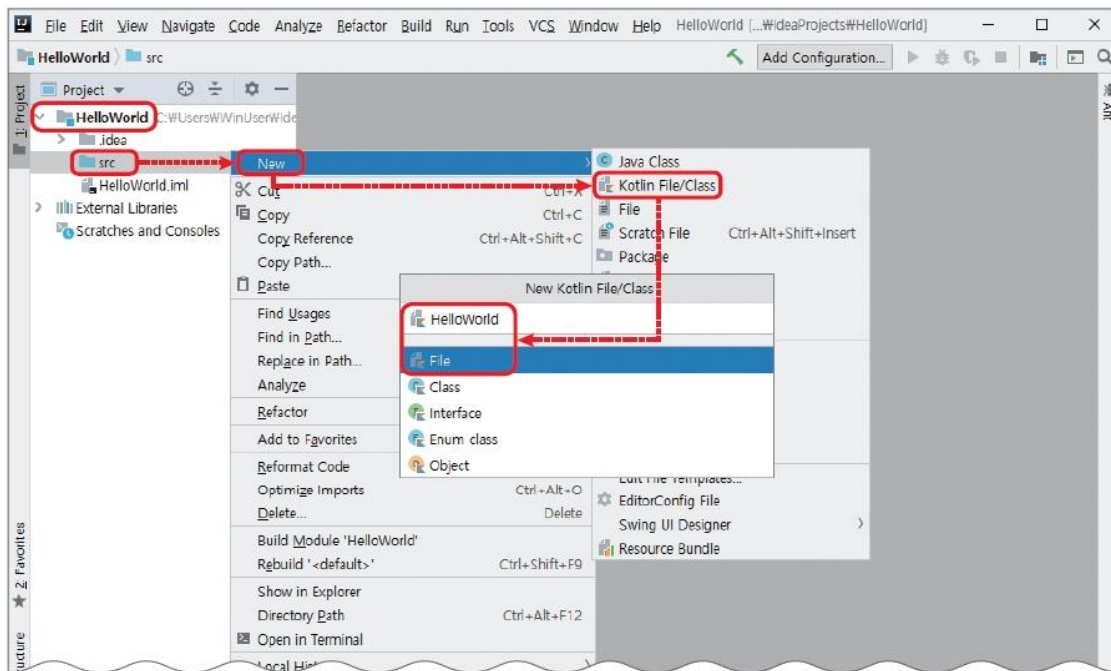 File Edit View Navigate Code Analyze Refactor Build Run Tools VCS Window Help HelloWorld [...₩IdeaProjects₩HelloWorld]
HelloWorld src Add Configuration...
1: Project
Project
HelloWorld C:₩Users₩WinUser₩ide
.idea
src
HelloWorld.iml
External Libraries
Scratches and Consoles
New
Cut Ctrl+X
Copy Ctrl+C
Copy Reference Ctrl+Alt+Shift+C
Copy Path...
Paste
Find Usages
Find in Path...
Replace in Path...
Analyze
Refactor
Add to Favorites
Reformat Code
Optimize Imports Ctrl+Alt+O
Delete... Delete
Build Module 'HelloWorld'
Rebuild '<default>' Ctrl+Shift+F9
Show in Explorer
Directory Path Ctrl+Alt+F12
Open in Terminal
Java Class
Kotlin File/Class
File
Scratch File Ctrl+Alt+Shift+Insert
Package
New Kotlin File/Class
HelloWorld
File
Class
Interface
Enum class
Object
Edit File Templates...
EditorConfig File
Swing UI Designer
Resource Bundle
Ant
2: Favorites